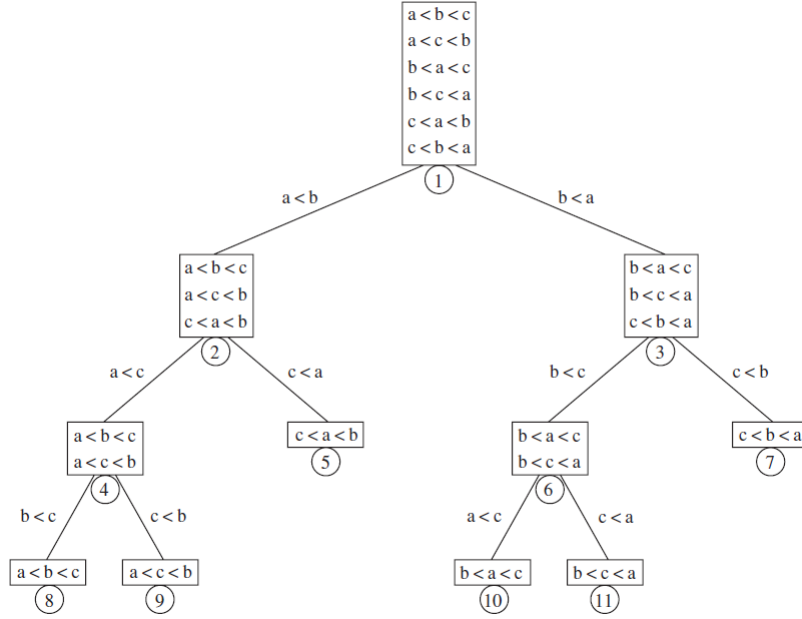 a < b < c
a < c < b
b < a < c
b < c < a
c < a < b
c < b < a
1
a < b
b < a
a < b < c
a < c < b
c < a < b
2
b < a < c
b < c < a
c < b < a
3
a < c
c < a
b < c
c < b
a < b < c
a < c < b
4
c < a < b
5
b < a < c
b < c < a
6
c < b < a
7
b < c
c < b
a < c
c < a
a < b < c
8
a < c < b
9
b < a < c
10
b < c < a
11